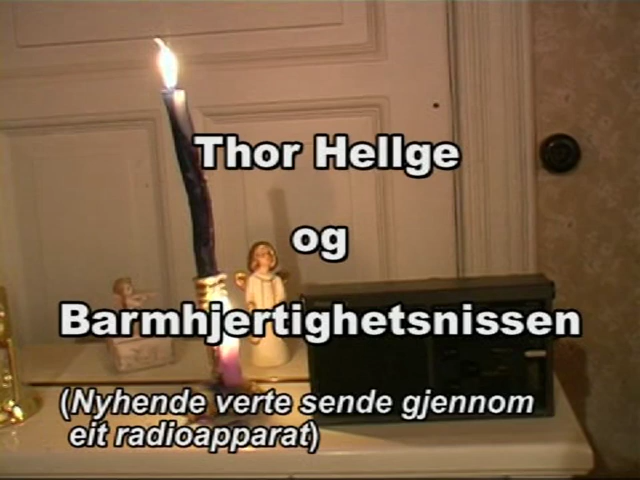 Thor Hellge
og
Barmhjertighetsnissen
(Nyhende verte sende gjennom
eit radioapparat)